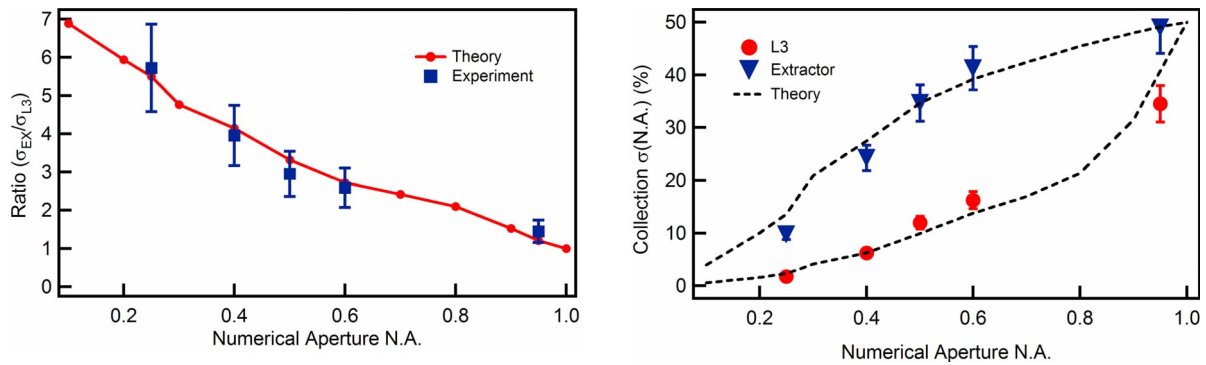 Ratio (σEX/σL3)
7
6
5
4
3
2
1
0
Theory
Experiment
0.2 0.4 0.6 0.8 1.0
Numerical Aperture N.A.
Collection σ(N.A.) (%)
50
40
30
20
10
0
L3
Extractor
Theory
0.2 0.4 0.6 0.8 1.0
Numerical Aperture N.A.